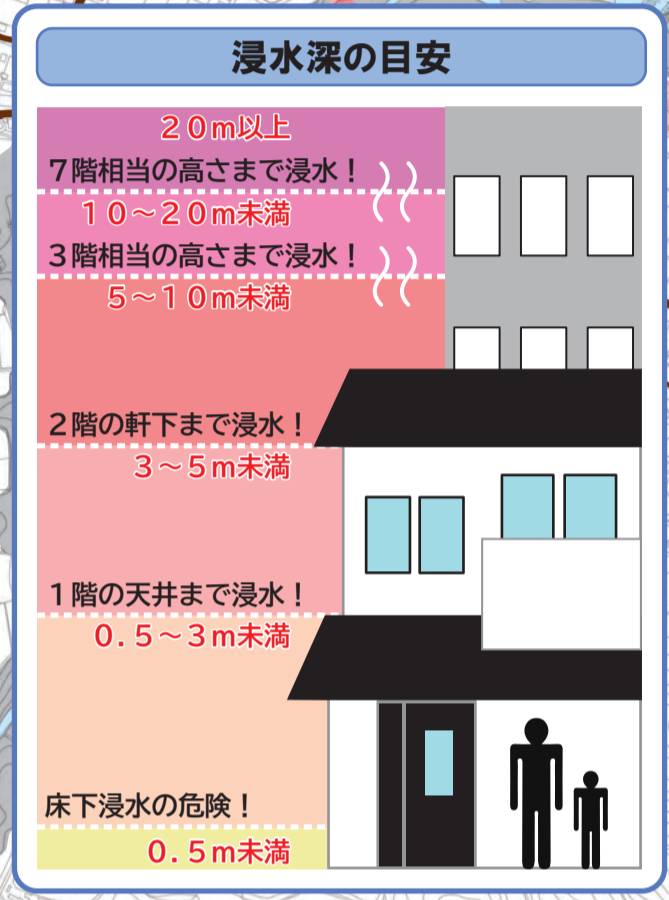 浸水深の目安
２０ｍ以上
７階相当の高さまで浸水！
１０～２０ｍ未満
３階相当の高さまで浸水！
５～１０ｍ未満
２階の軒下まで浸水！
３～５ｍ未満
１階の天井まで浸水！
０.５～３ｍ未満
床下浸水の危険！
０.５ｍ未満